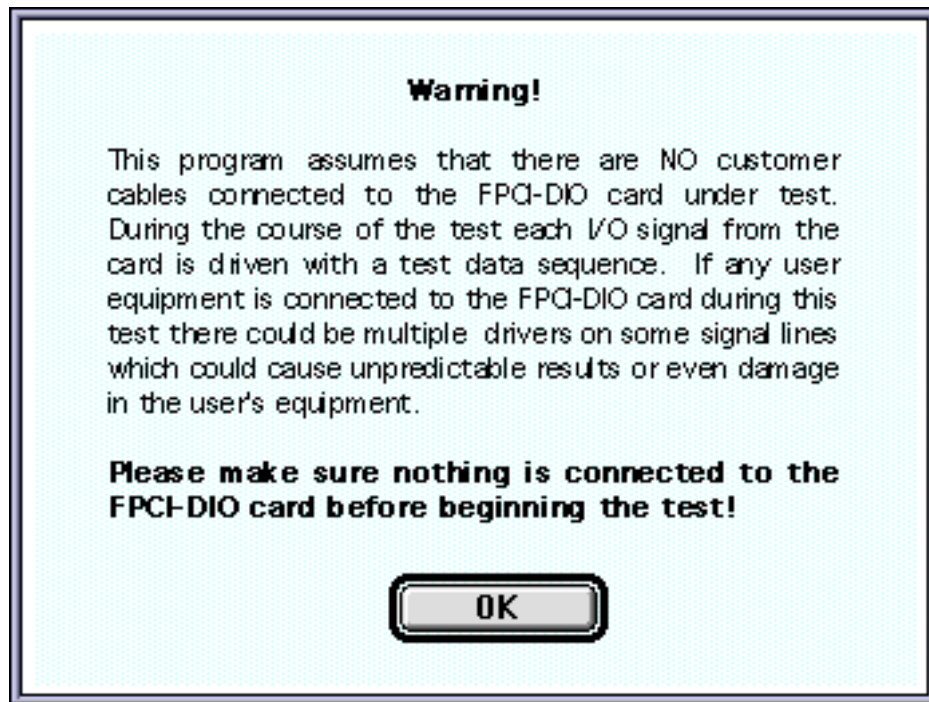 Warning!
This program assumes that there are NO customer
cables connected to the FPCI-DIO card under test.
During the course of the test each I/O signal from the
card is driven with a test data sequence. If any user
equipment is connected to the FPCI-DIO card during this
test there could be multiple drivers on some signal lines
which could cause unpredictable results or even damage
in the user's equipment.
Please make sure nothing is connected to the
FPCI-DIO card before beginning the test!
OK